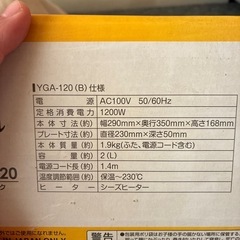 YGA-120(B)仕様
電源 AC100V 50/60Hz
定格消費電力 1200W
本体寸法(約) 幅290mm×奥行350mm×高さ168mm
プレート寸法(約) 直径230mm×深さ50mm
本体質量(約) 1.9kg(ふた、電源コード含む)
容量(約) 2(L)
電源コード長(約) 1.4m
温度調節範囲(約) 保温~230℃
ヒーター シーズヒーター
20
ク
警告